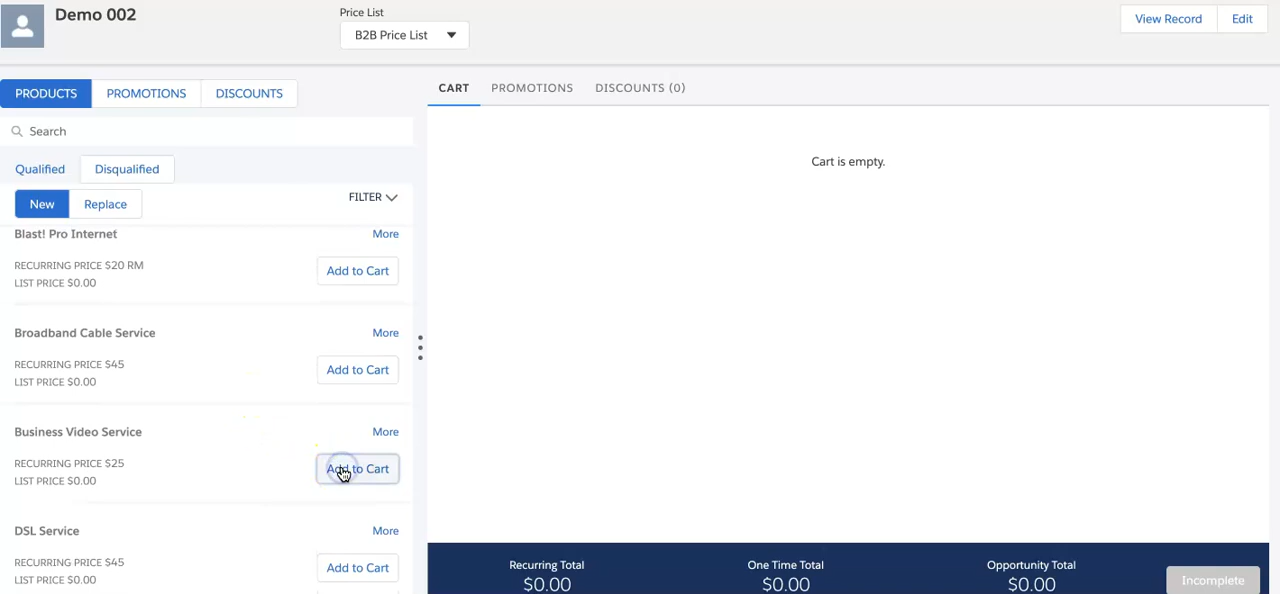 Demo 002
Price List
B2B Price List
View Record
Edit
PRODUCTS
PROMOTIONS
DISCOUNTS
Search
Qualified
Disqualified
New
Replace
FILTER
Blast! Pro Internet
More
RECURRING PRICE $20 RM
LIST PRICE $0.00
Add to Cart
Broadband Cable Service
More
RECURRING PRICE $45
LIST PRICE $0.00
Add to Cart
Business Video Service
More
RECURRING PRICE $25
LIST PRICE $0.00
Add to Cart
DSL Service
More
RECURRING PRICE $45
LIST PRICE $0.00
Add to Cart
CART
PROMOTIONS
DISCOUNTS (0)
Cart is empty.
Recurring Total
$0.00
One Time Total
$0.00
Opportunity Total
$0.00
Incomplete